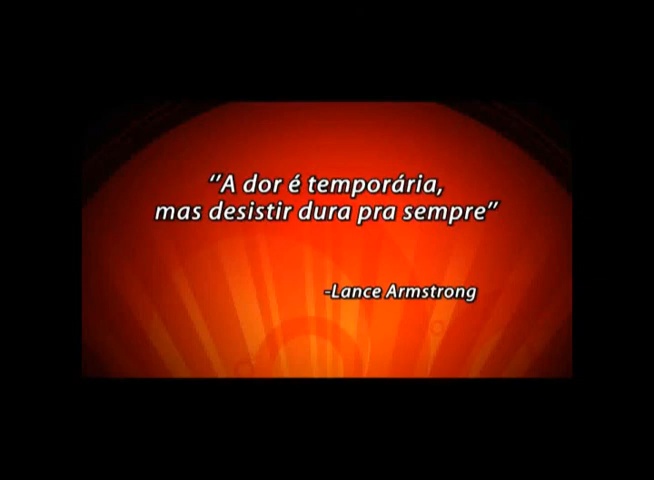 “A dor é temporária,
mas desistir dura pra sempre”
-Lance Armstrong